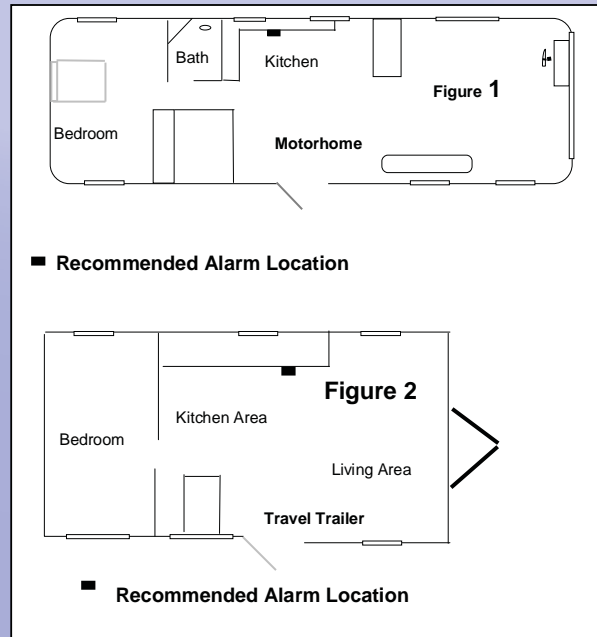 Bath
Kitchen
Figure 1
Bedroom
Motorhome
Recommended Alarm Location
Figure 2
Kitchen Area
Bedroom
Living Area
Travel Trailer
Recommended Alarm Location